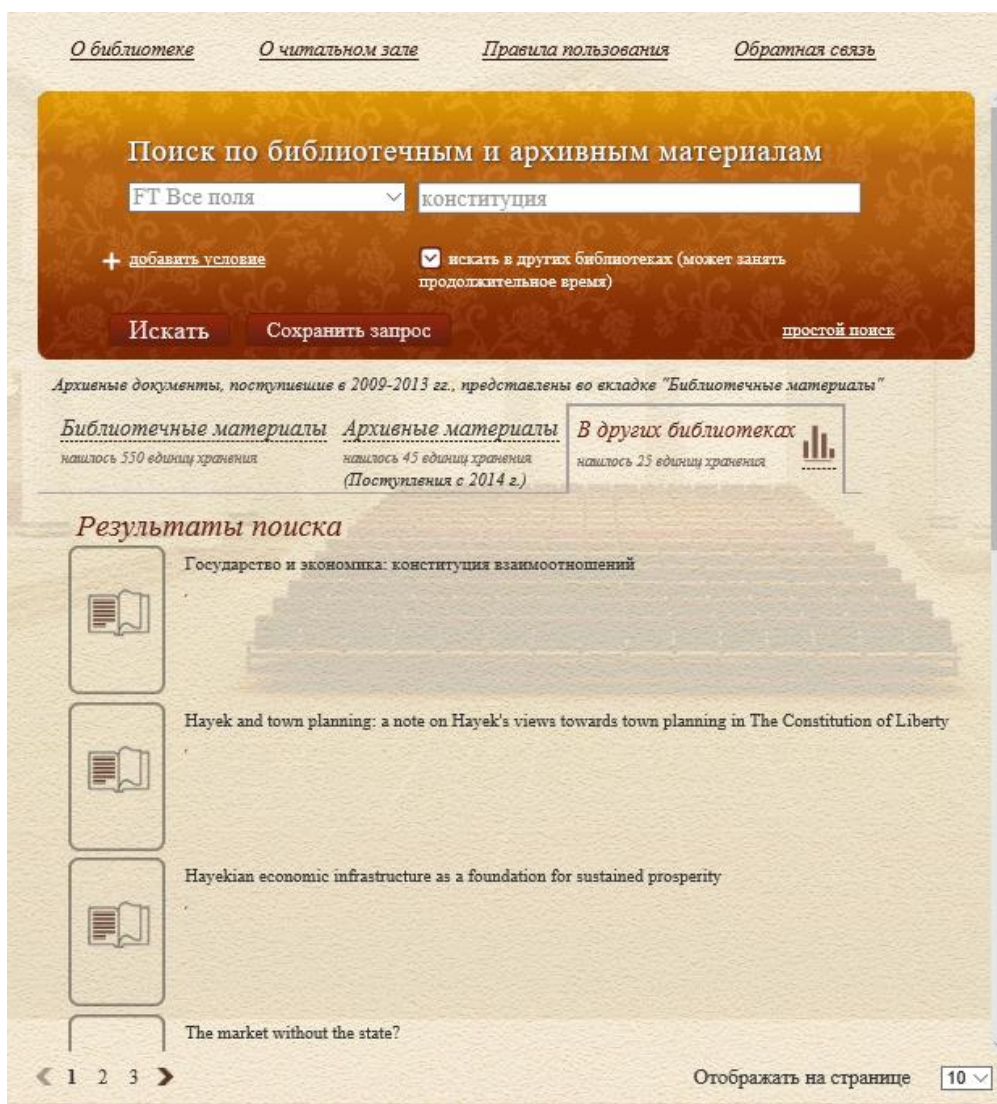 О библиотеке О читальном зале Правила пользования Обратная связь
Поиск по библиотечным и архивным материалам
FT Все поля конституция
добавить условие искать в других библиотеках (может занять
продолжительное время)
Искать Сохранить запрос простой поиск
Архивные документы, поступившие в 2009-2013 гг., представлены во вкладке "Библиотечные материалы"
Библиотечные материалы Архивные материалы В других библиотеках
нашлось 550 единиц хранения нашлось 45 единиц хранения нашлось 25 единиц хранения
(Поступления с 2014 г.)
Результаты поиска
Государство и экономика: конституция взаимоотношений
Hayek and town planning: a note on Hayek's views towards town planning in The Constitution of Liberty
Hayekian economic infrastructure as a foundation for sustained prosperity
The market without the state?
1 2 3 Отображать на странице 10